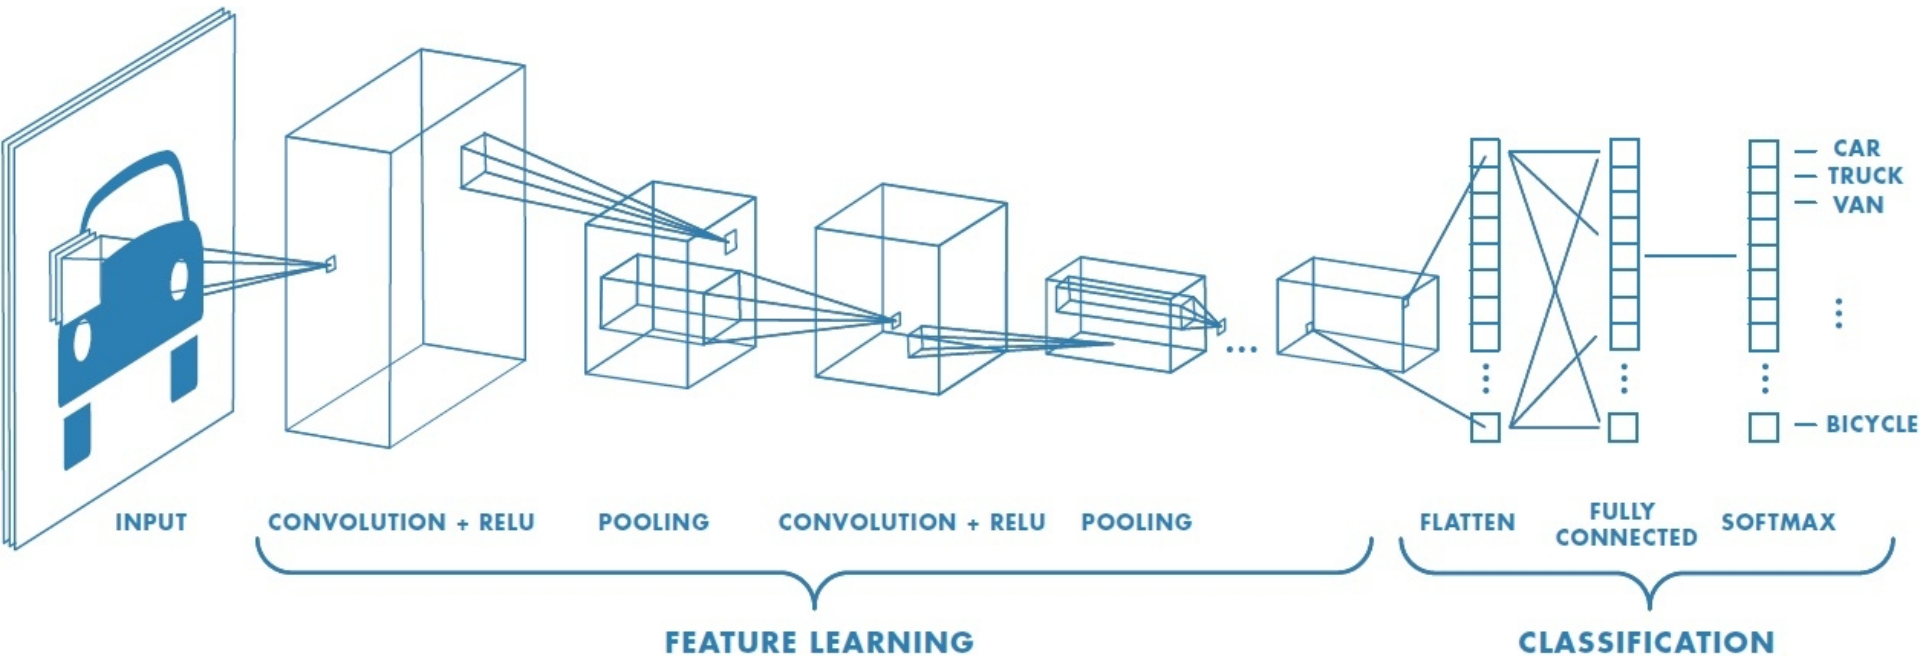 CAR
TRUCK
VAN
BICYCLE
INPUT
CONVOLUTION + RELU
POOLING
CONVOLUTION + RELU
POOLING
FLATTEN
FULLY
CONNECTED
SOFTMAX
FEATURE LEARNING
CLASSIFICATION